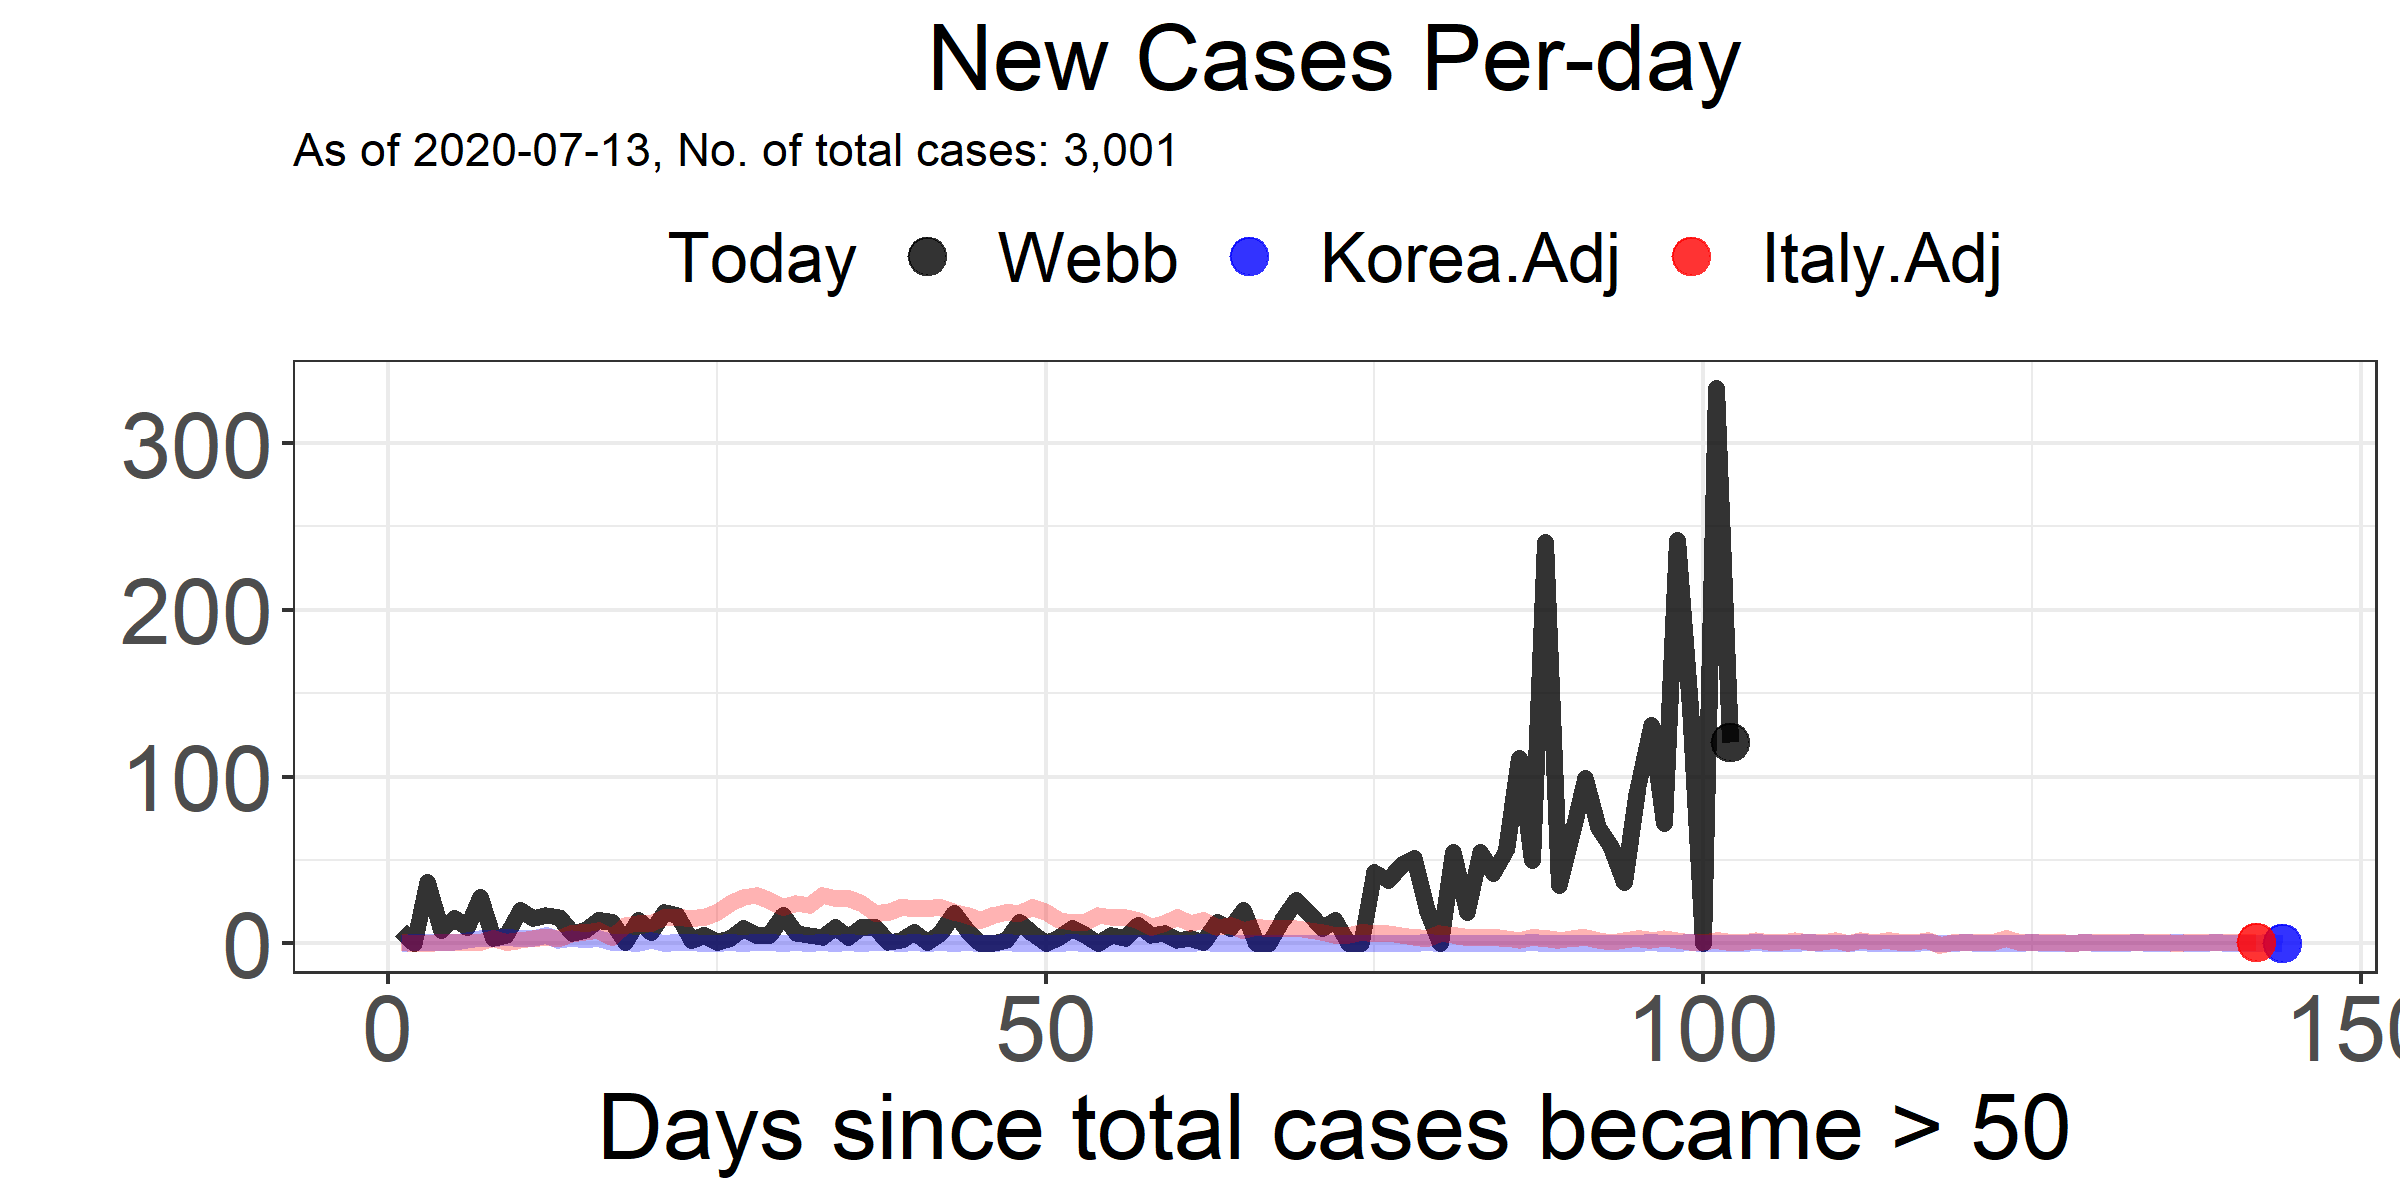 New Cases Per-day
As of 2020-07-13, No. of total cases: 3,001
Today Webb Korea.Adj Italy.Adj
300
200
100
0
0 50 100 150
Days since total cases became > 50